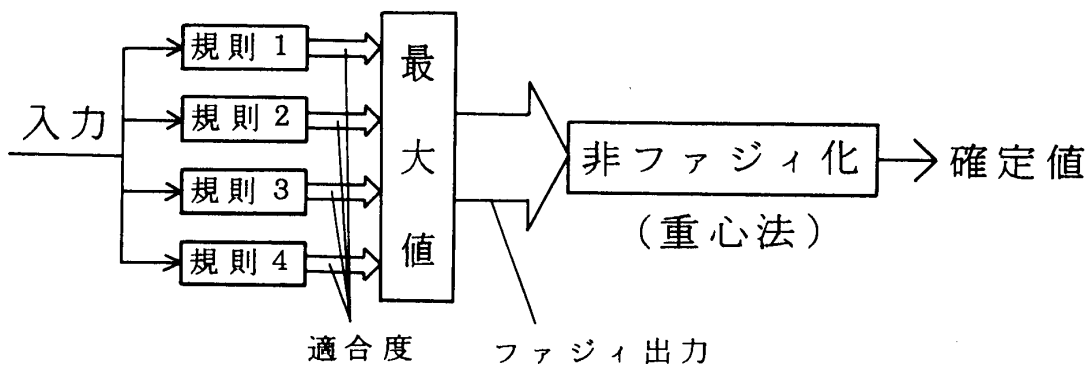 入力
規則1
規則2
規則3
規則4
最大値
非ファジィ化
(重心法)
確定値
適合度
ファジィ出力